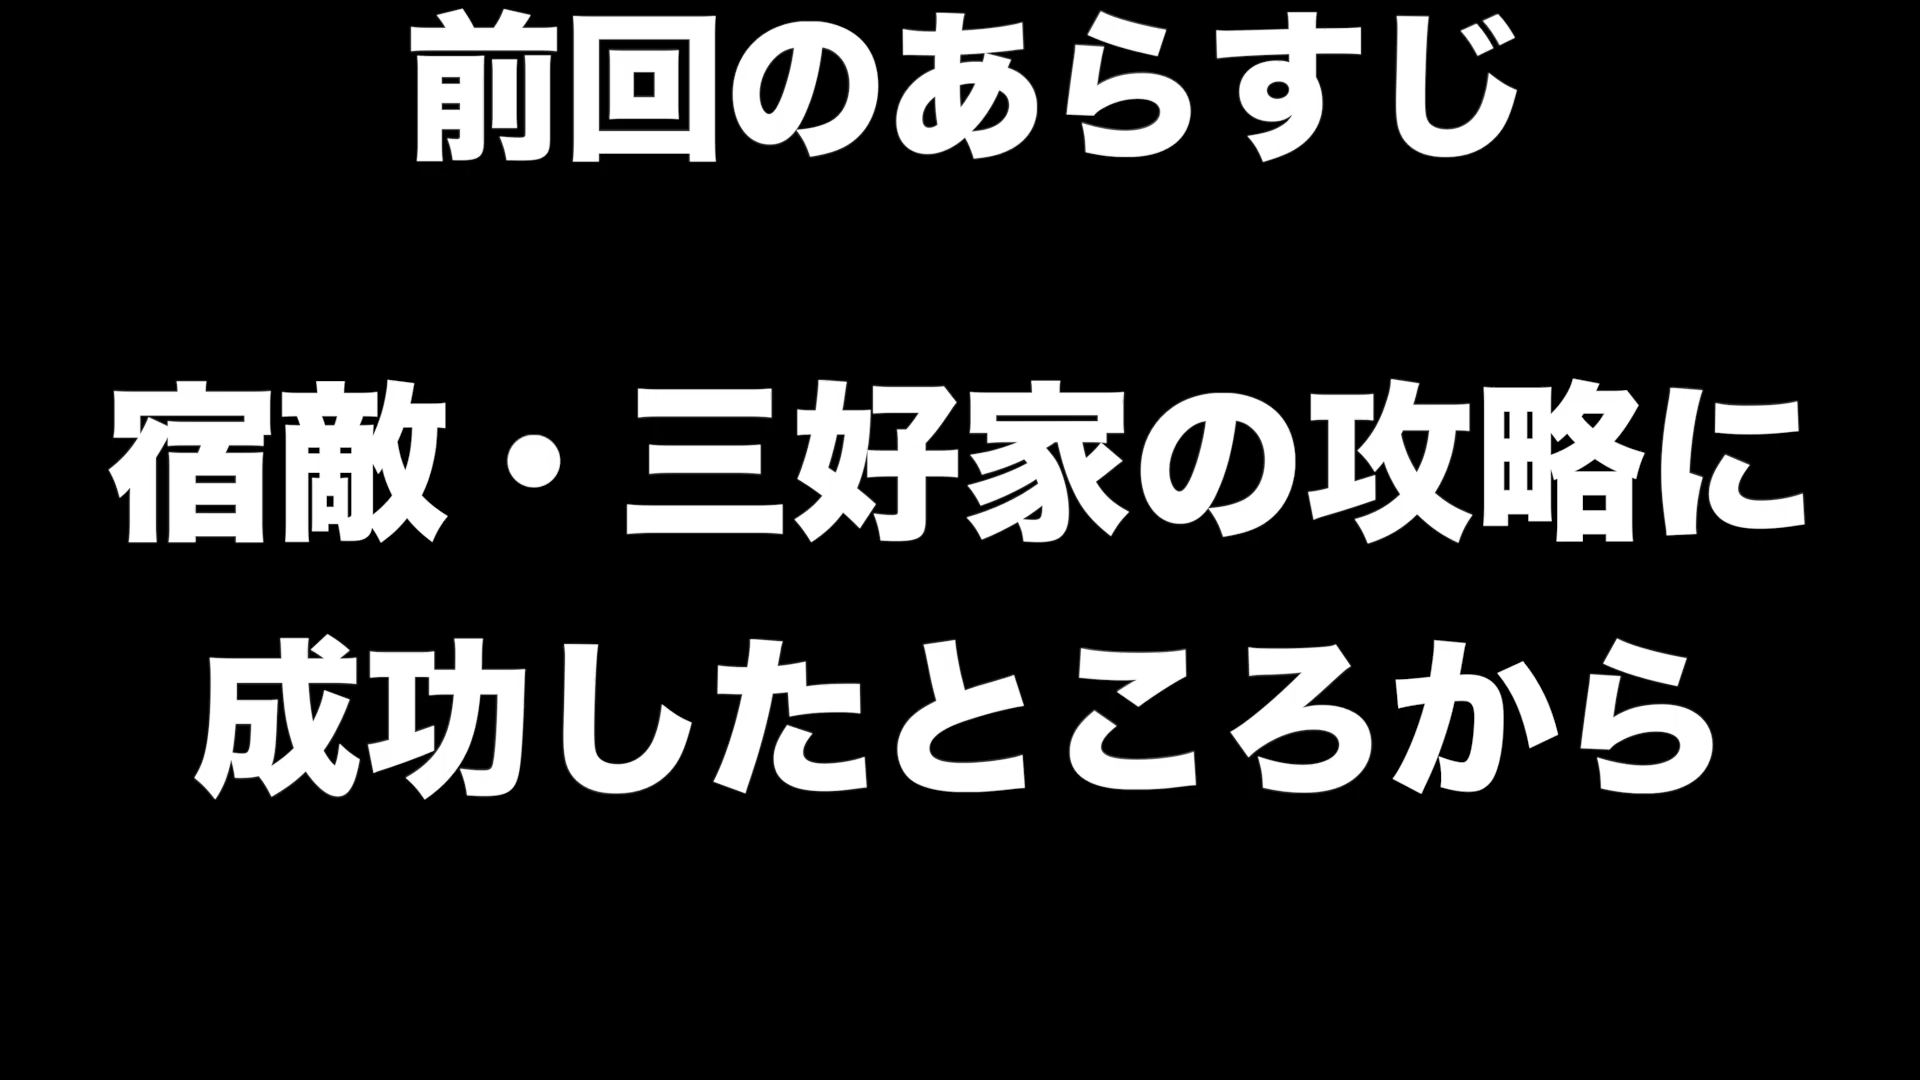 前回のあらすじ
宿敵・三好家の攻略に
成功したところから